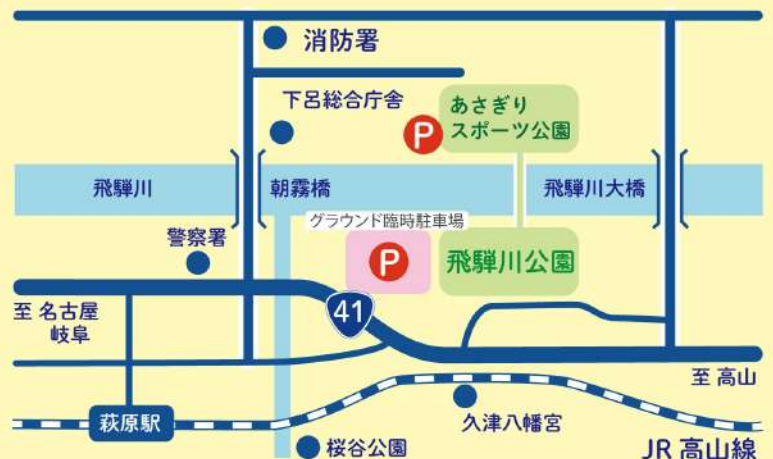 消防署
下呂総合庁舎
あさぎり
スポーツ公園
P
飛騨川
朝霧橋
飛騨川大橋
グラウンド臨時駐車場
警察署
P
飛騨川公園
41
至 名古屋
岐阜
至 高山
萩原駅
久津八幡宮
桜谷公園
JR 高山線